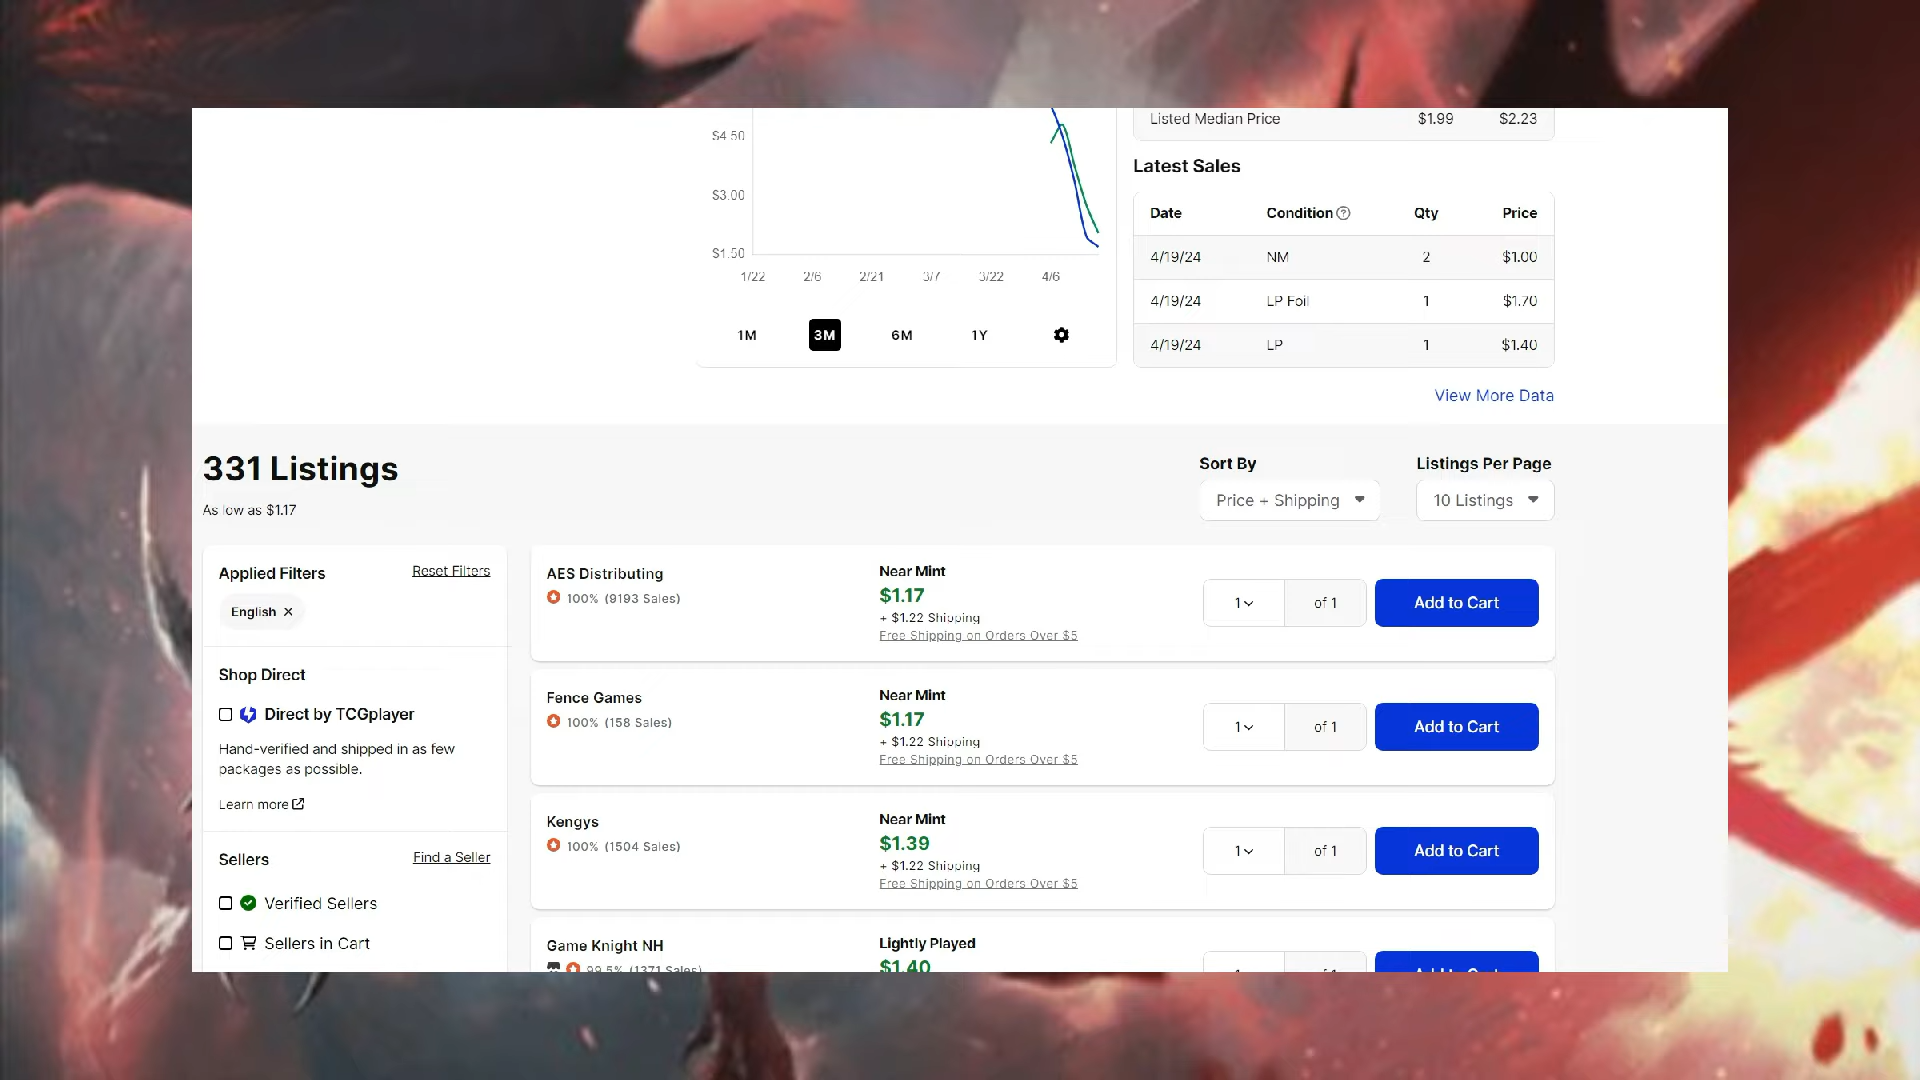 $4.50
$3.00
$1.50
1/22 2/6 2/21 3/7 3/22 4/6
1M 3M 6M 1Y
Listed Median Price $1.99 $2.23
Latest Sales
Date Condition Qty Price
4/19/24 NM 2 $1.00
4/19/24 LP Foil 1 $1.70
4/19/24 LP 1 $1.40
View More Data
331 Listings
As low as $1.17
Sort By
Price + Shipping
Listings Per Page
10 Listings
Applied Filters Reset Filters
English ×
Shop Direct
Direct by TCGplayer
Hand-verified and shipped in as few
packages as possible.
Learn more
Sellers Find a Seller
Verified Sellers
Sellers in Cart
AES Distributing
100% (9193 Sales)
Near Mint
$1.17
+ $1.22 Shipping
Free Shipping on Orders Over $5
1 of 1 Add to Cart
Fence Games
100% (158 Sales)
Near Mint
$1.17
+ $1.22 Shipping
Free Shipping on Orders Over $5
1 of 1 Add to Cart
Kengys
100% (1504 Sales)
Near Mint
$1.39
+ $1.22 Shipping
Free Shipping on Orders Over $5
1 of 1 Add to Cart
Game Knight NH
99.5% (1371 Sales)
Lightly Played
$1.40
Add to Cart